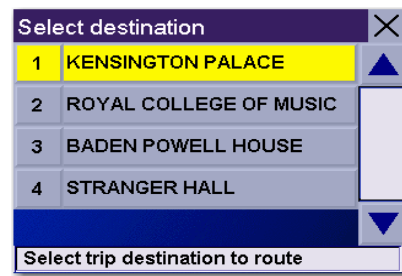 Select destination
1 KENSINGTON PALACE
2 ROYAL COLLEGE OF MUSIC
3 BADEN POWELL HOUSE
4 STRANGER HALL
Select trip destination to route